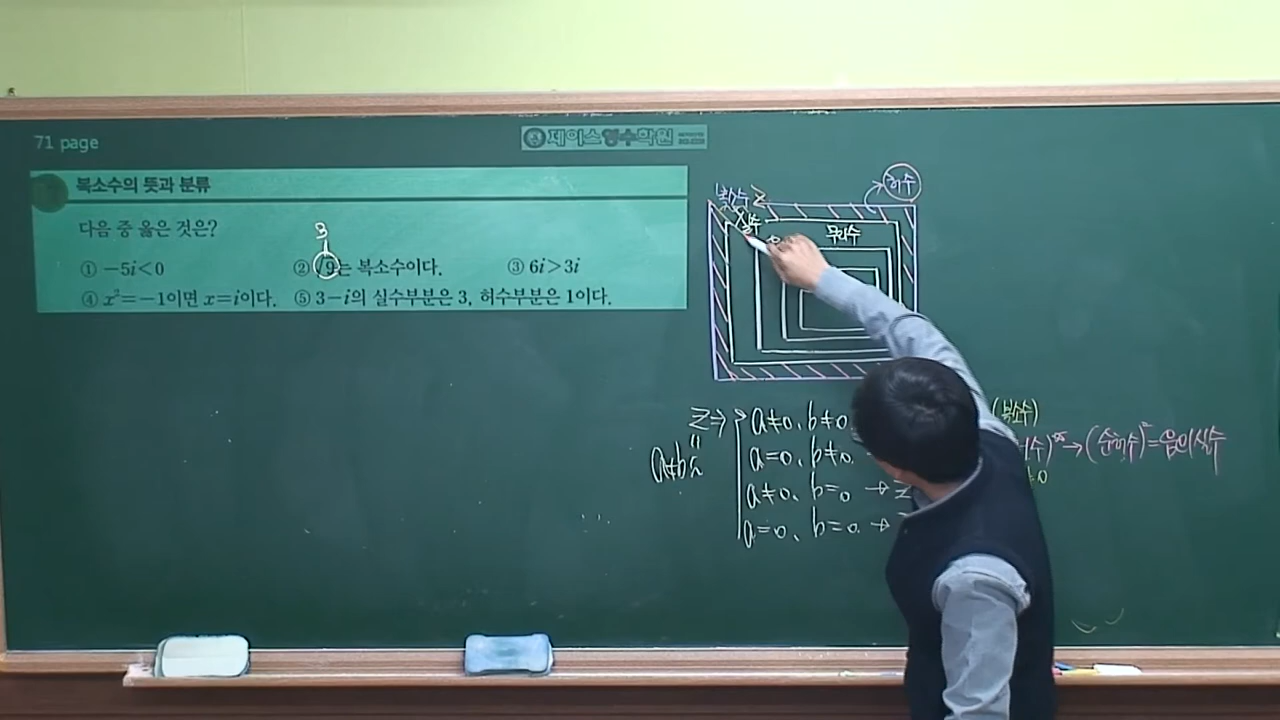 71 page
제이스영수학원
복소수의 뜻과 분류
다음 중 옳은 것은?
3
① −5i<0 ② √9는 복소수이다. ③ 6i>3i
④ x²=−1이면 x=i이다. ⑤ 3−i의 실수부분은 3, 허수부분은 1이다.
허수
복소수 Z
실수
무리수
Z ⇒ a≠0, b≠0
a+bi
a=0, b≠0.
a≠0, b=0 → Z
a=0, b=0. →
(복소수)
수) → (순허수)²=음의실수
≠0